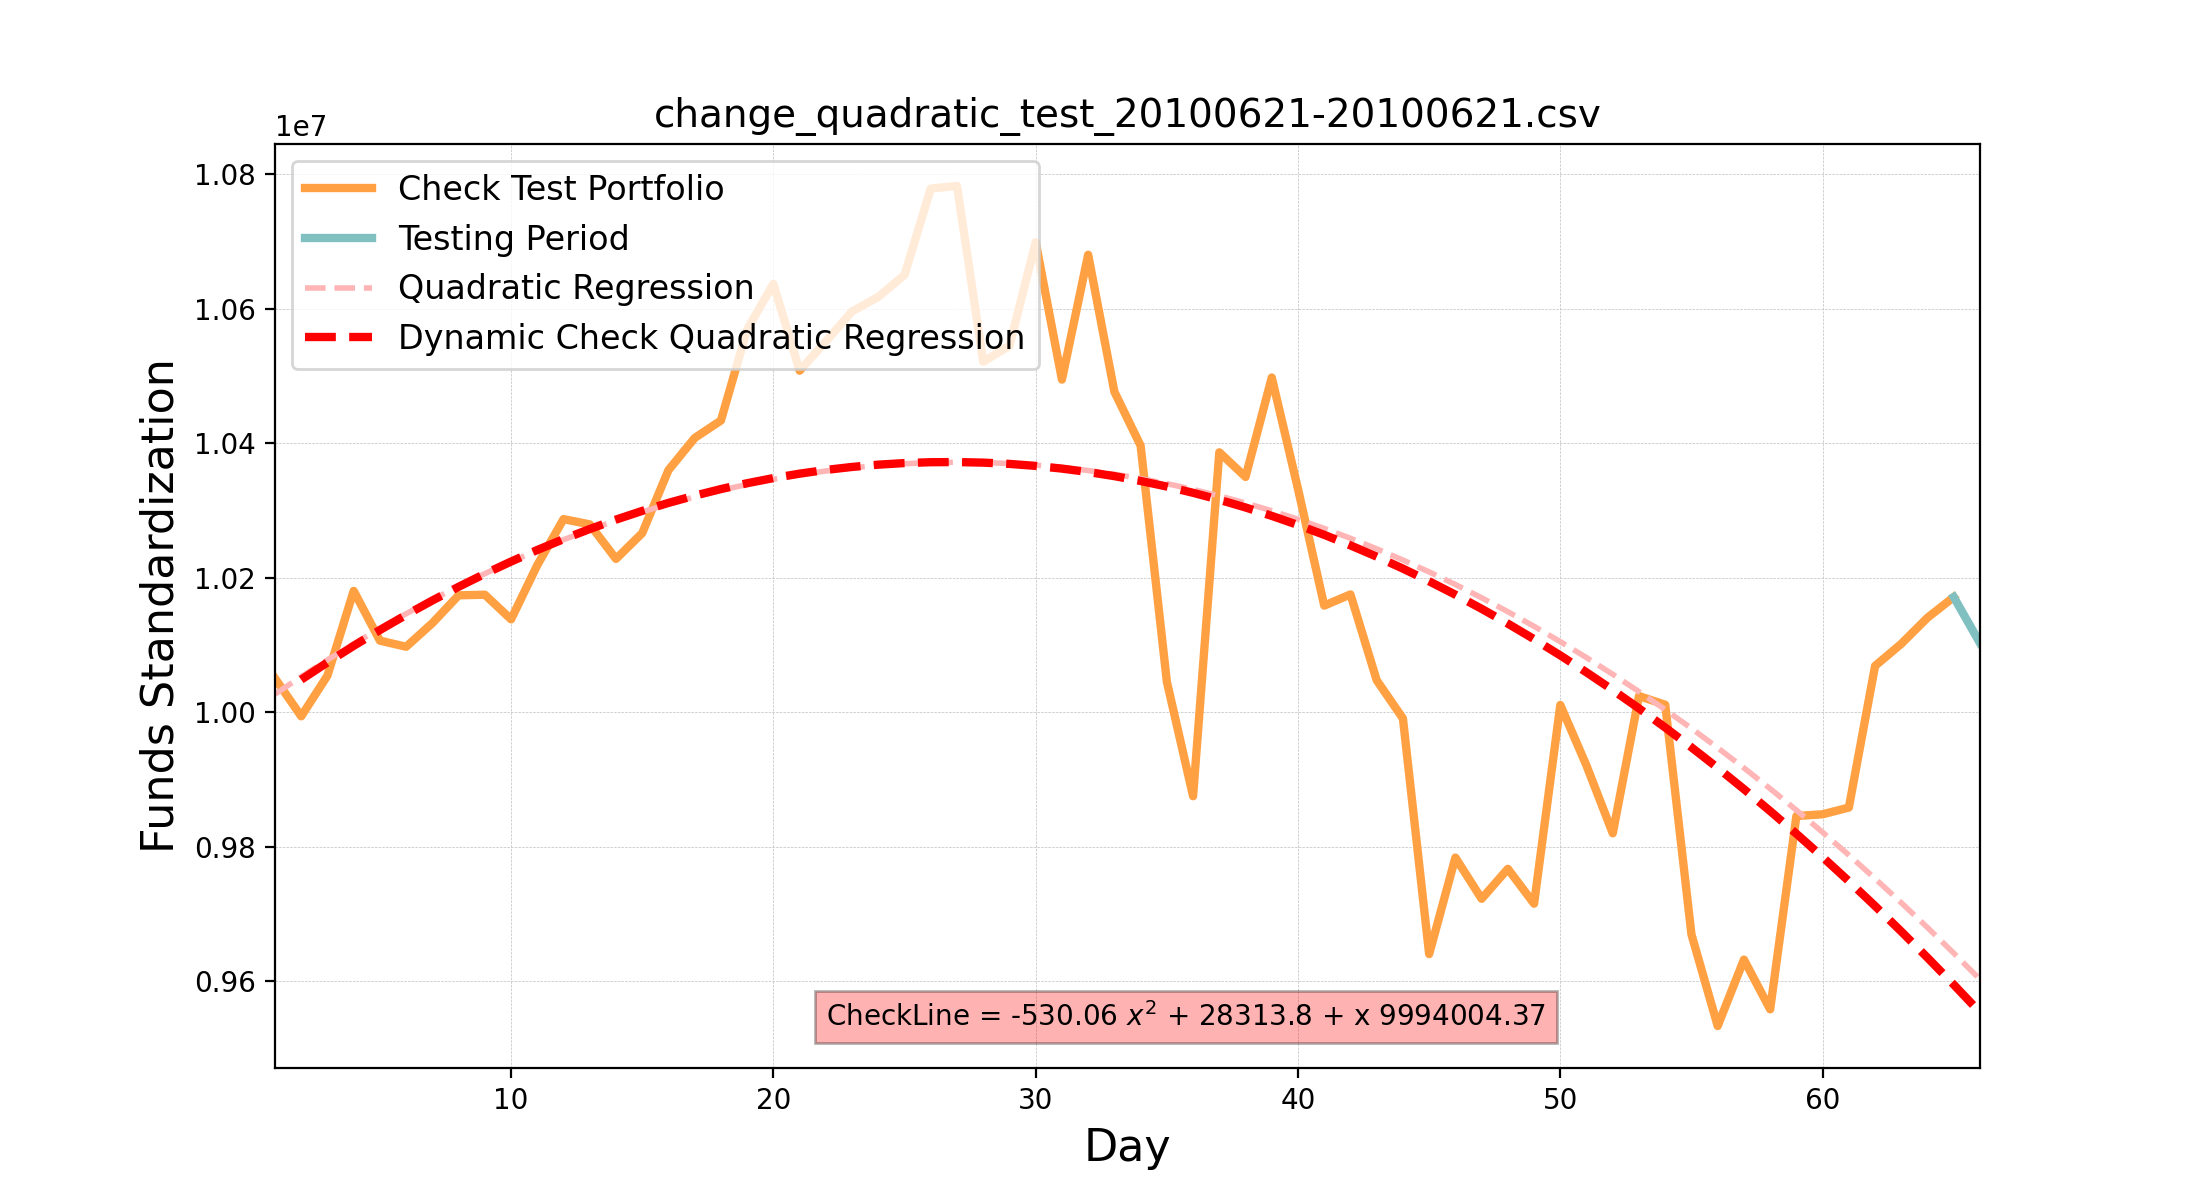 change_quadratic_test_20100621-20100621.csv
1e7
1.08
1.06
1.04
1.02
1.00
0.98
0.96
Funds Standardization
Check Test Portfolio
Testing Period
Quadratic Regression
Dynamic Check Quadratic Regression
CheckLine = -530.06 x² + 28313.8 + x 9994004.37
10 20 30 40 50 60
Day